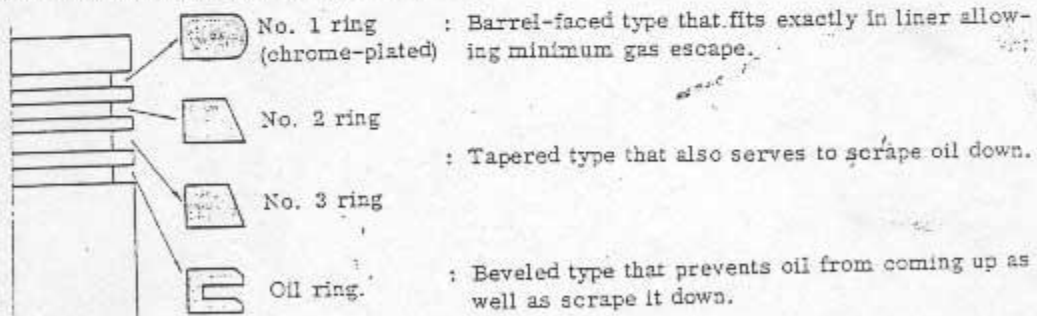 No. 1 ring : Barrel-faced type that fits exactly in liner allow-
(chrome-plated) ing minimum gas escape.
No. 2 ring
: Tapered type that also serves to scrape oil down.
No. 3 ring
Oil ring. : Beveled type that prevents oil from coming up as
well as scrape it down.